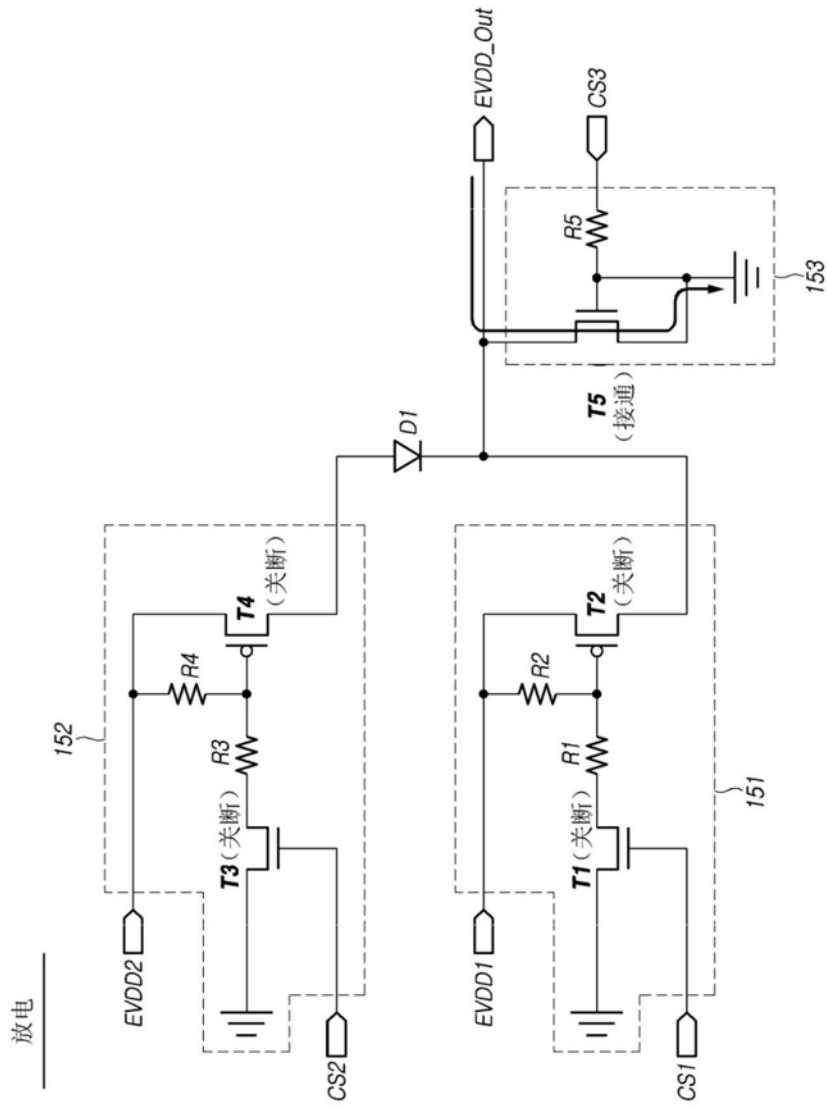 放电
EVDD2
CS2
152
R4
R3
T3(关断)
T4
(关断)
D1
EVDD1
CS1
151
R2
R1
T1(关断)
T2
(关断)
EVDD_Out
CS3
R5
T5
(接通)
153